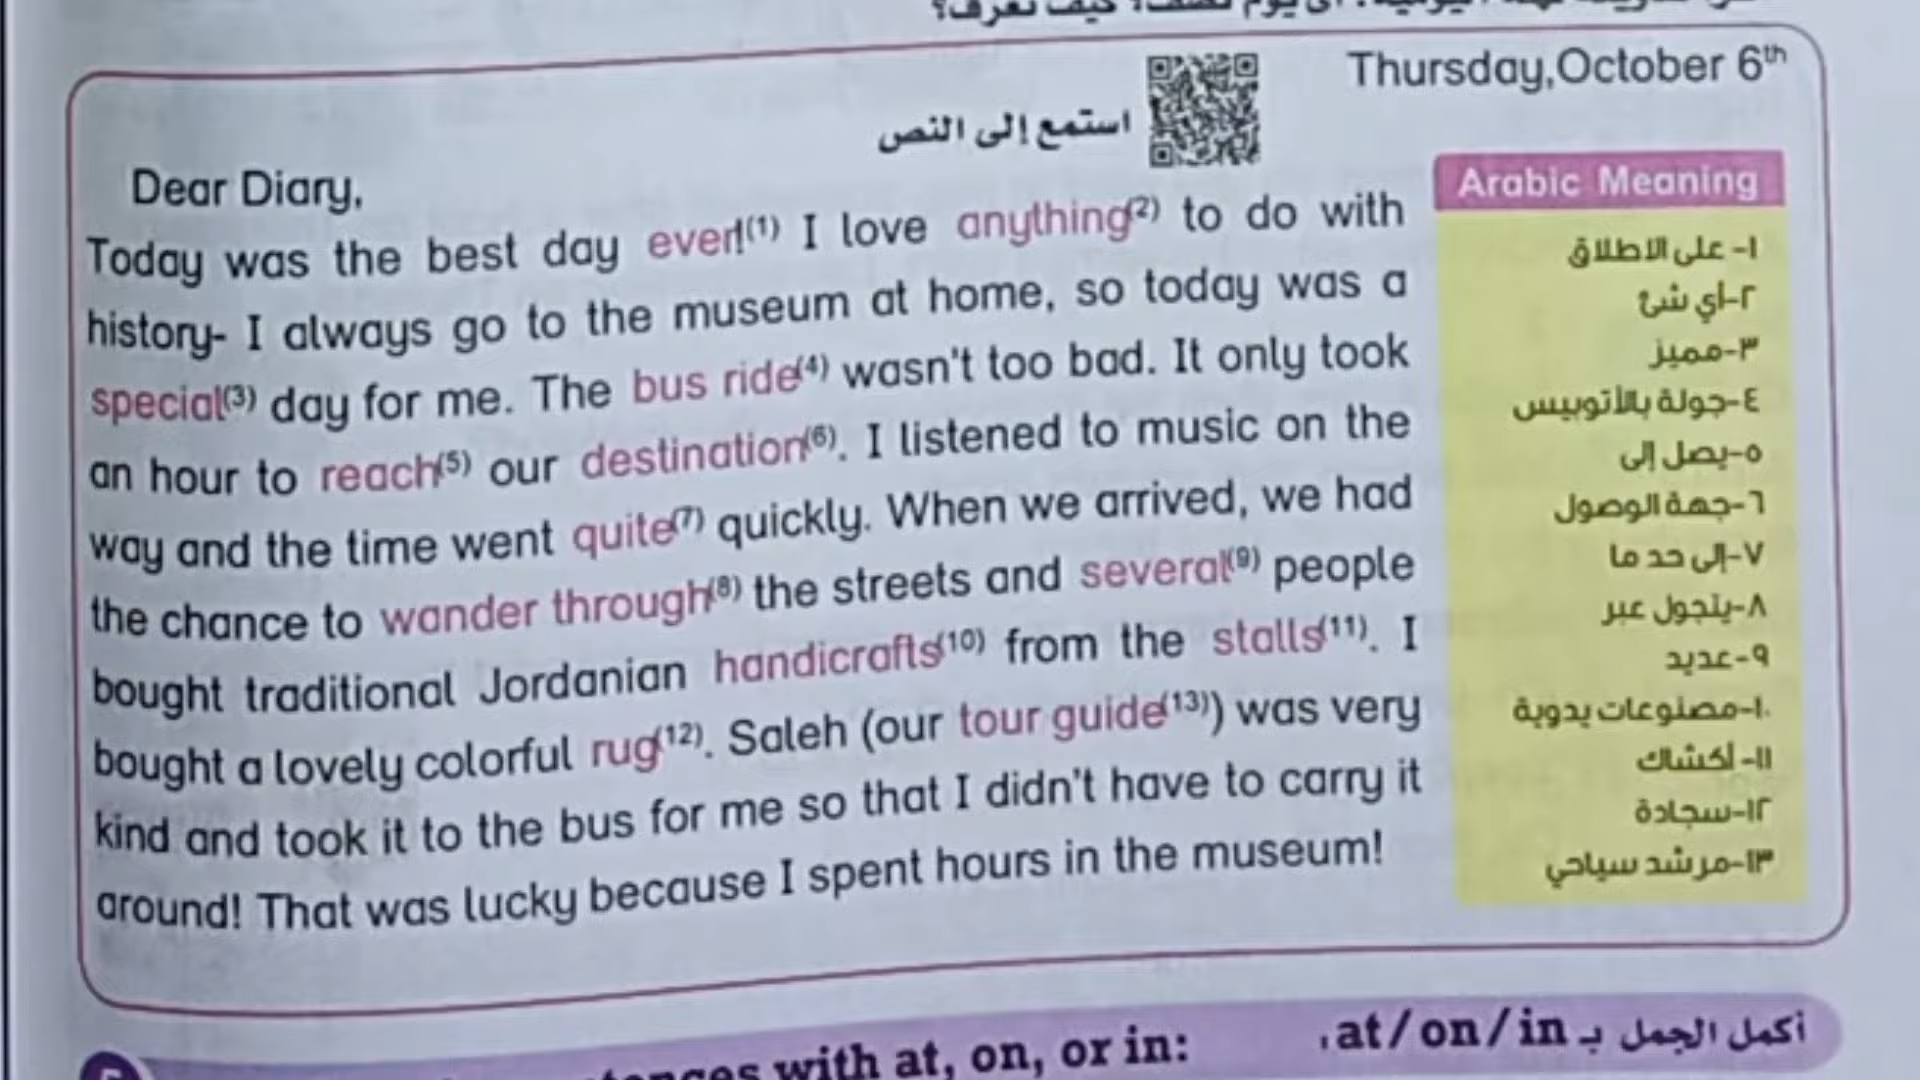 Thursday,October 6th
استمع إلى النص
Dear Diary,
Today was the best day ever!(1) I love anything(2) to do with
history- I always go to the museum at home, so today was a
special(3) day for me. The bus ride(4) wasn't too bad. It only took
an hour to reach(5) our destination(6). I listened to music on the
way and the time went quite(7) quickly. When we arrived, we had
the chance to wander through(8) the streets and several(9) people
bought traditional Jordanian handicrafts(10) from the stalls(11). I
bought a lovely colorful rug(12). Saleh (our tour guide(13)) was very
kind and took it to the bus for me so that I didn't have to carry it
around! That was lucky because I spent hours in the museum!
Arabic Meaning
١- على الاطلاق
٢-أي شئ
٣-مميز
٤-جولة بالأتوبيس
٥-يصل إلى
٦-جهة الوصول
٧-إلى حد ما
٨-يتجول عبر
٩-عديد
١٠-مصنوعات يدوية
١١- أكشاك
١٢-سجادة
١٣-مرشد سياحي
with at, on, or in:
أكمل الجمل بـ at/on/in: